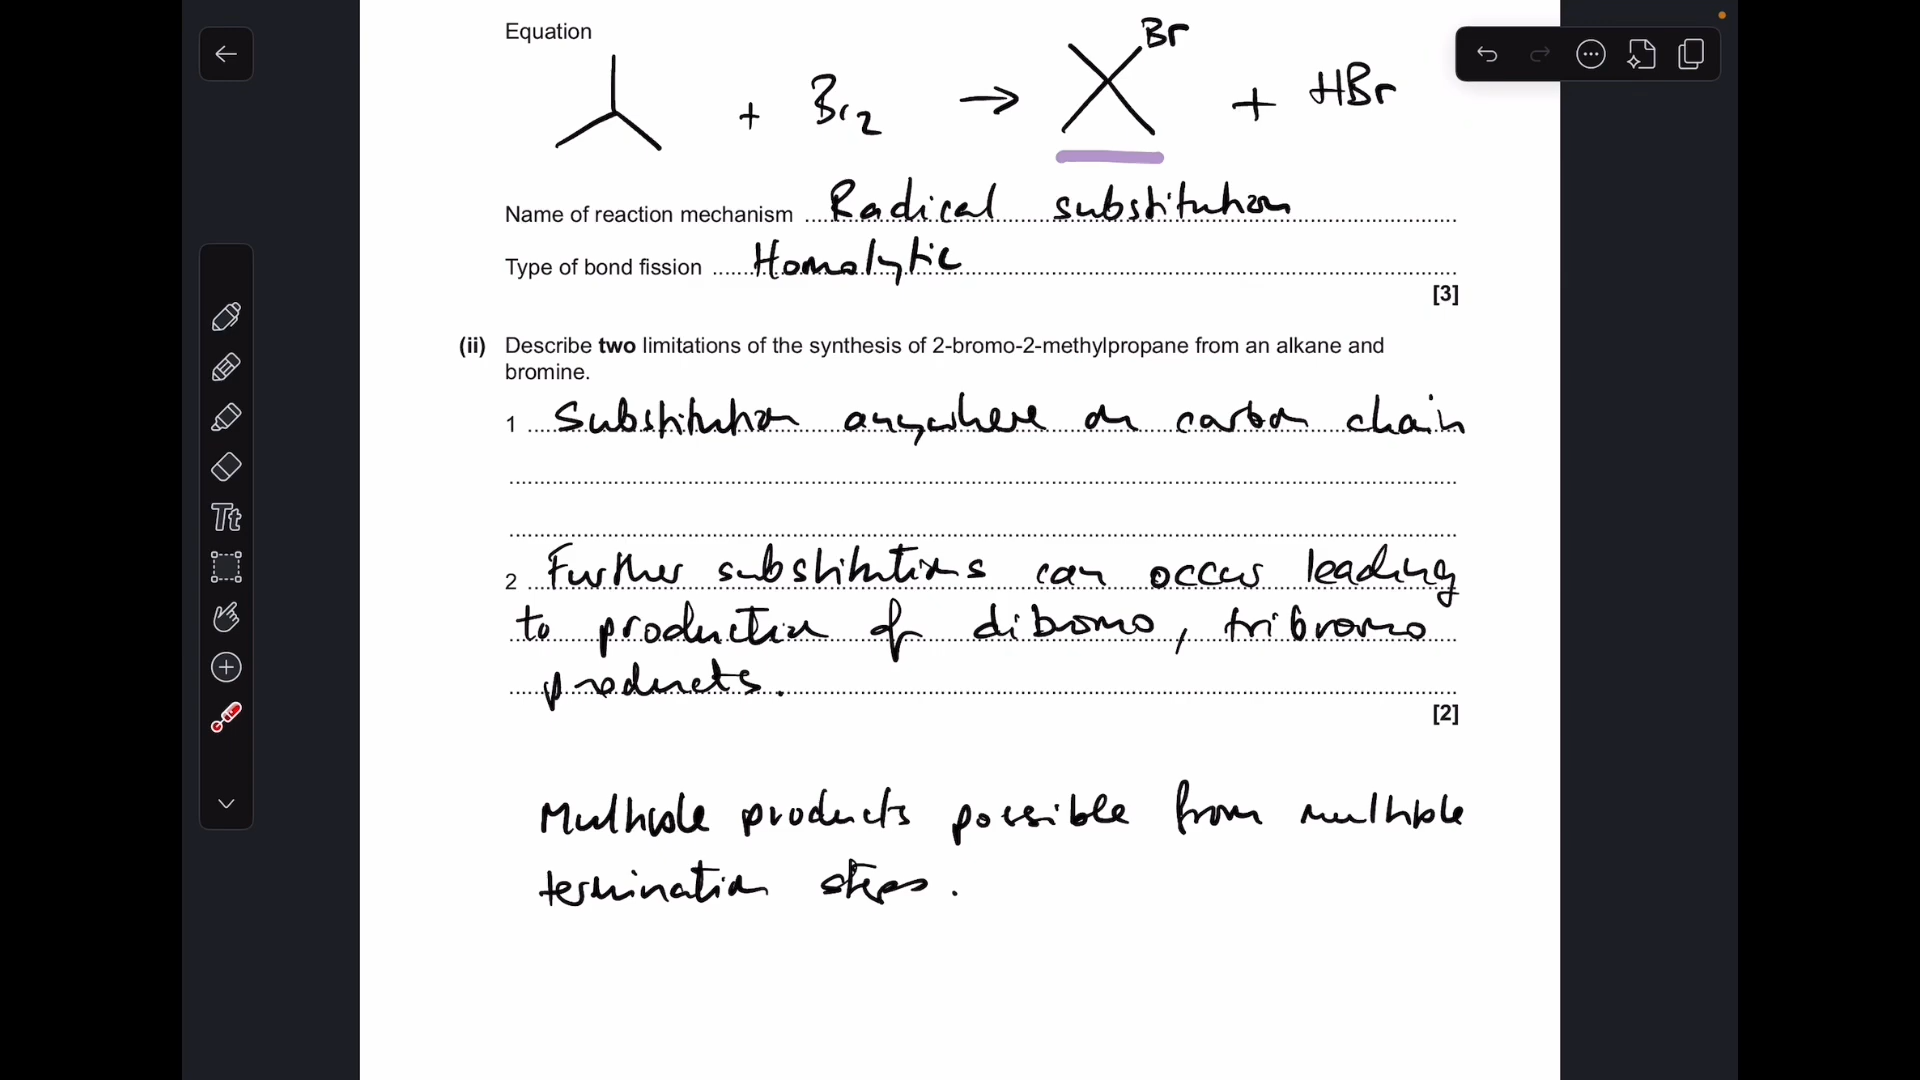 Equation
+ Br2 → Br + HBr
Name of reaction mechanism Radical substitution
Type of bond fission Homolytic
[3]
(ii) Describe two limitations of the synthesis of 2-bromo-2-methylpropane from an alkane and
bromine.
1 Substitution anywhere on carbon chain
2 Further substitutions can occur leading
to production of dibromo, tribromo
products.
[2]
Multiple products possible from multiple
termination steps.
Tt